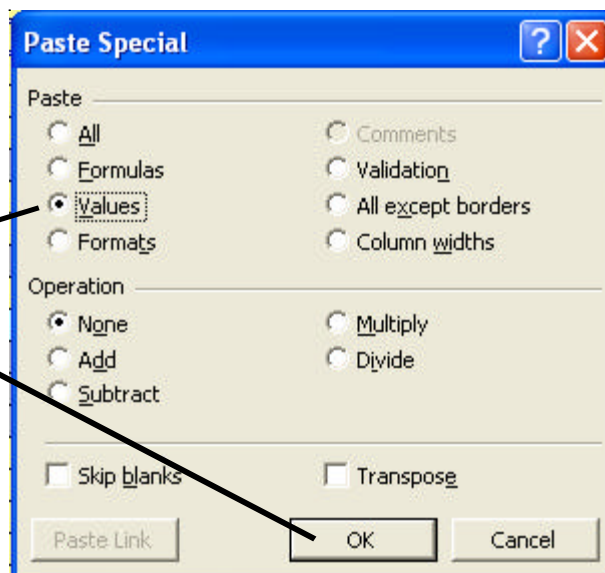 Paste Special
Paste
All
Comments
Formulas
Validation
Values
All except borders
Formats
Column widths
Operation
None
Multiply
Add
Divide
Subtract
Skip blanks
Transpose
Paste Link
OK
Cancel